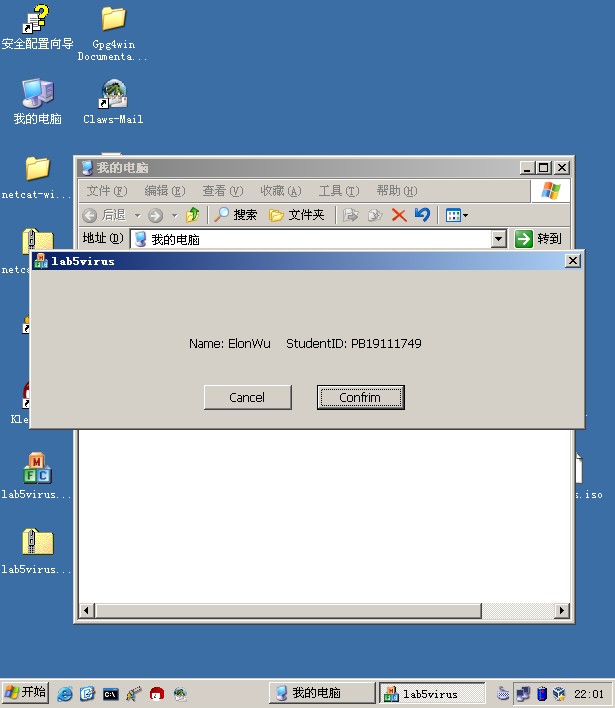 安全配置向导
Gpg4win Documenta...
我的电脑
Claws-Mail
netcat-wi...
netc
Kle
lab5virus...
lab5virus...
s.iso
我的电脑
文件(F) 编辑(E) 查看(V) 收藏(A) 工具(T) 帮助(H)
后退 搜索 文件夹
地址(D) 我的电脑 转到
lab5virus
Name: ElonWu StudentID: PB19111749
Cancel Confrim
开始 我的电脑 lab5virus 22:01